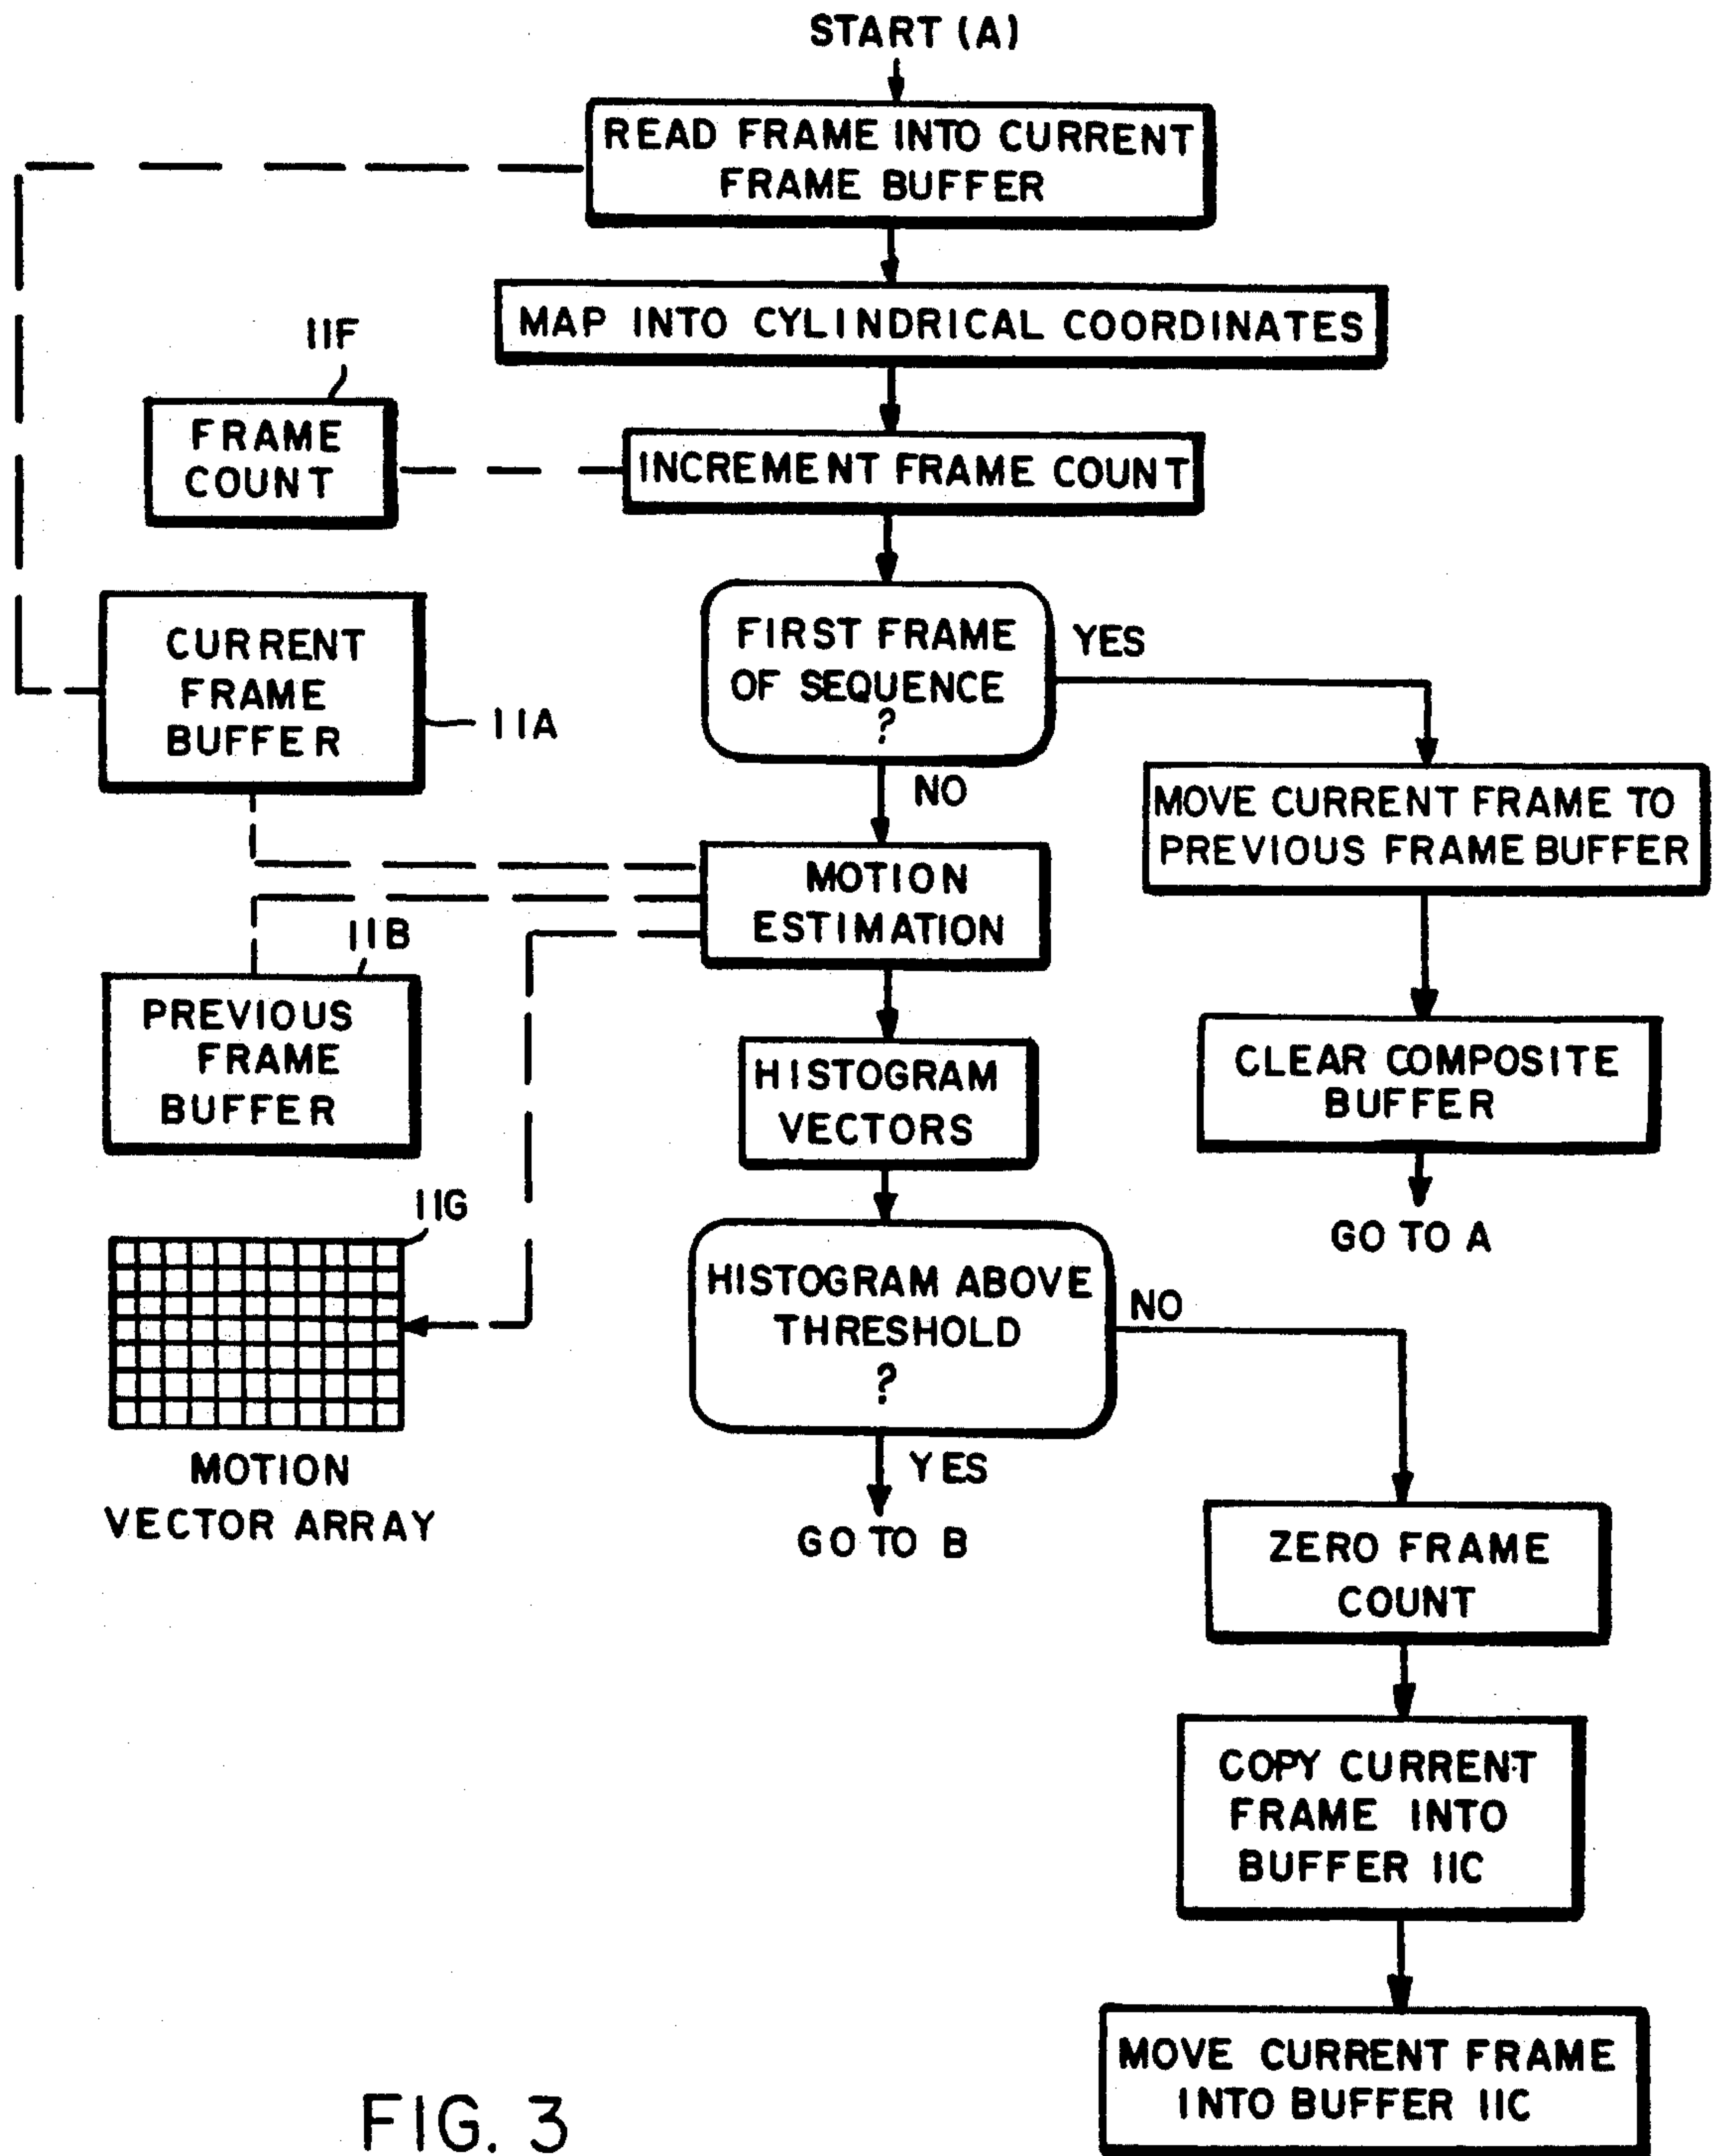 START (A)
READ FRAME INTO CURRENT
FRAME BUFFER
MAP INTO CYLINDRICAL COORDINATES
11F
FRAME
COUNT
INCREMENT FRAME COUNT
FIRST FRAME
OF SEQUENCE
?
YES
NO
CURRENT
FRAME
BUFFER
11A
MOVE CURRENT FRAME TO
PREVIOUS FRAME BUFFER
MOTION
ESTIMATION
11B
PREVIOUS
FRAME
BUFFER
HISTOGRAM
VECTORS
CLEAR COMPOSITE
BUFFER
GO TO A
11G
MOTION
VECTOR ARRAY
HISTOGRAM ABOVE
THRESHOLD
?
NO
YES
GO TO B
ZERO FRAME
COUNT
COPY CURRENT
FRAME INTO
BUFFER 11C
MOVE CURRENT FRAME
INTO BUFFER 11C
FIG. 3